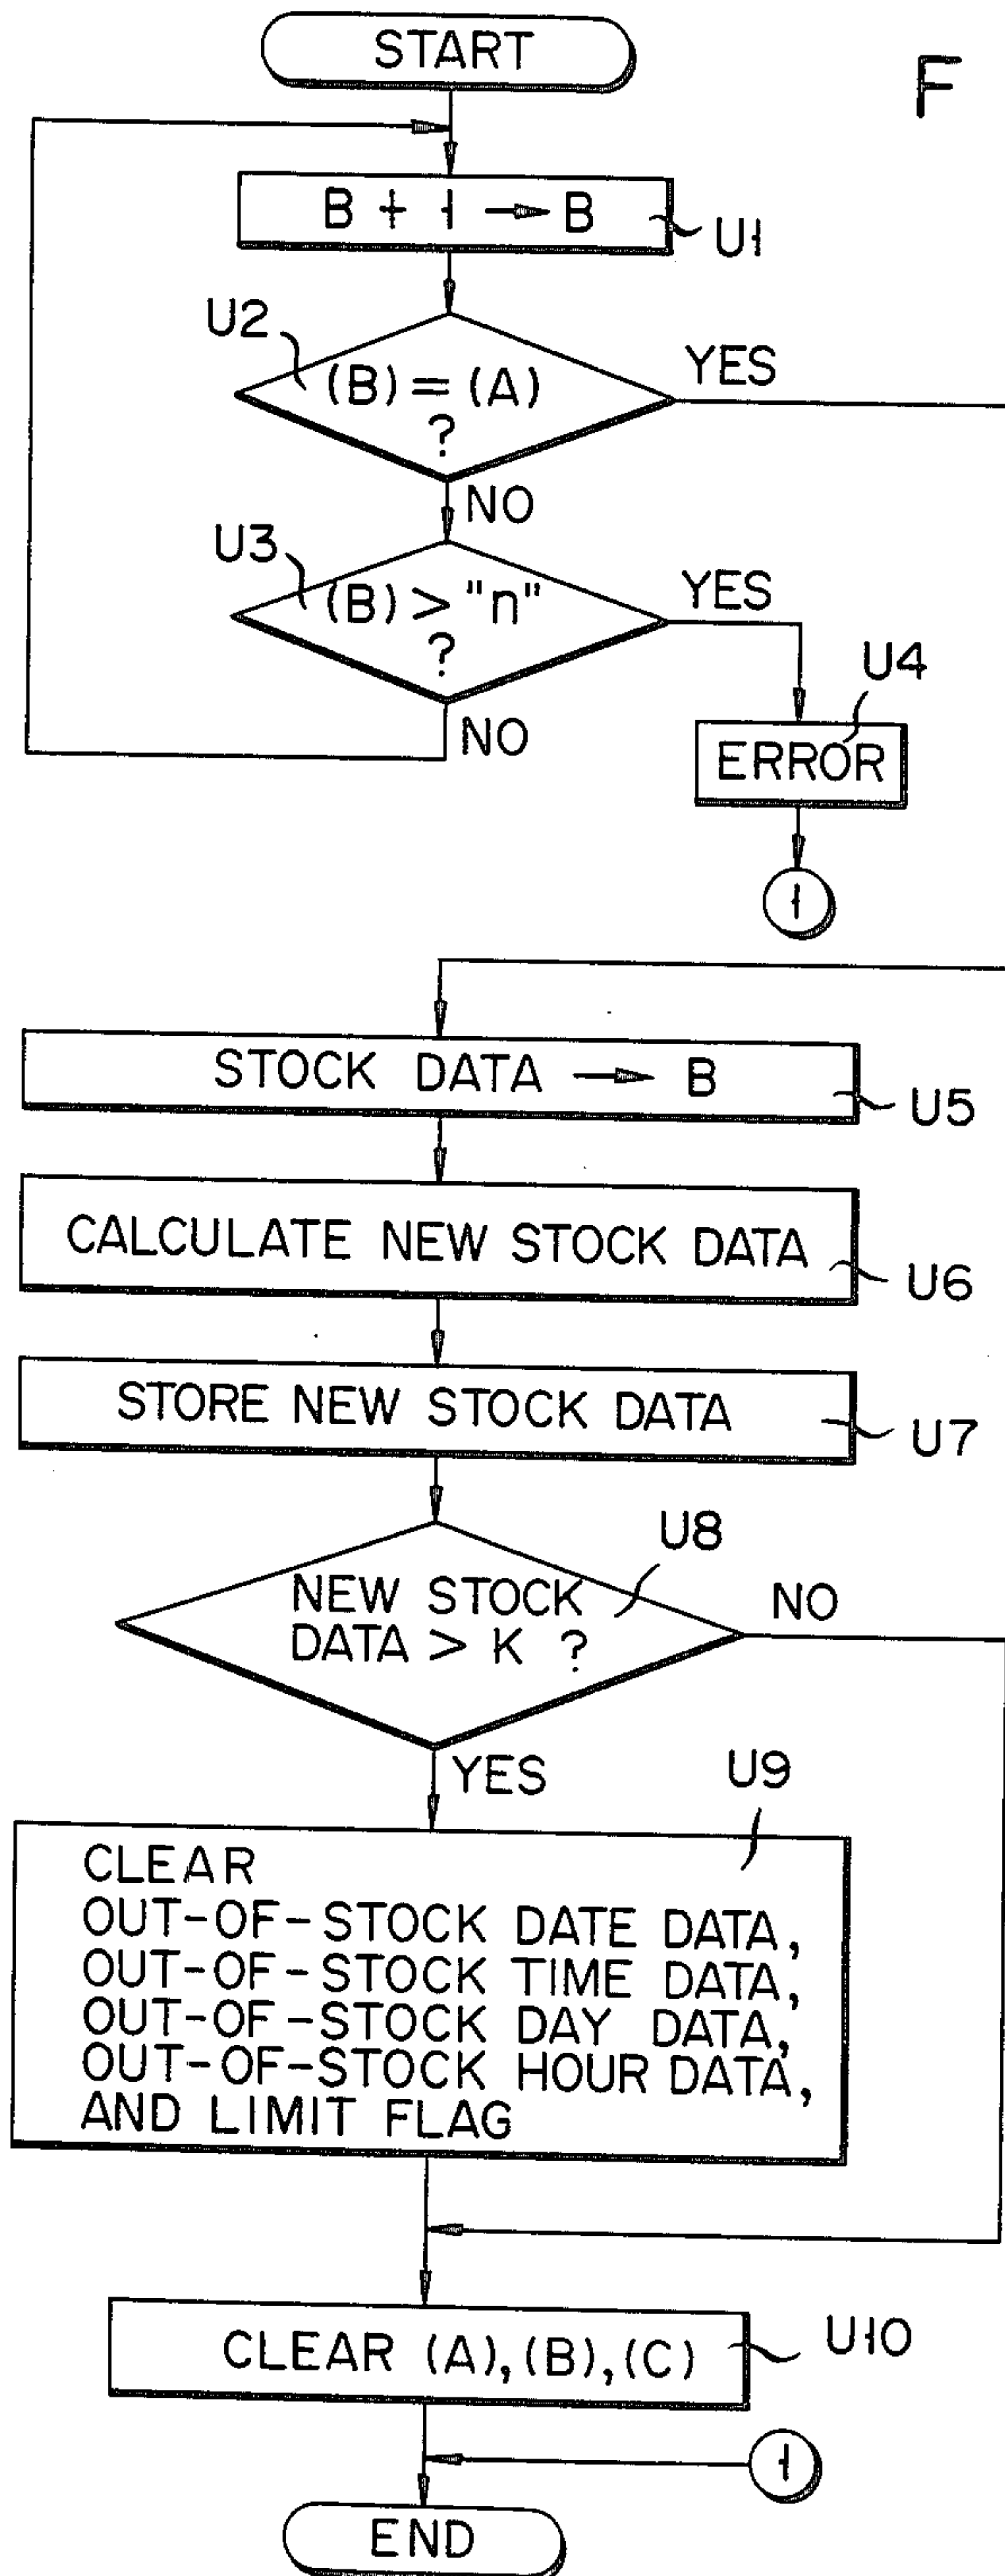 START
F
B + 1 → B
U1
U2
(B) = (A)
?
YES
NO
U3
(B) > "n"
?
YES
NO
U4
ERROR
1
STOCK DATA → B
U5
CALCULATE NEW STOCK DATA
U6
STORE NEW STOCK DATA
U7
U8
NEW STOCK
DATA > K ?
NO
YES
U9
CLEAR
OUT-OF-STOCK DATE DATA,
OUT-OF-STOCK TIME DATA,
OUT-OF-STOCK DAY DATA,
OUT-OF-STOCK HOUR DATA,
AND LIMIT FLAG
CLEAR (A), (B), (C)
U10
1
END